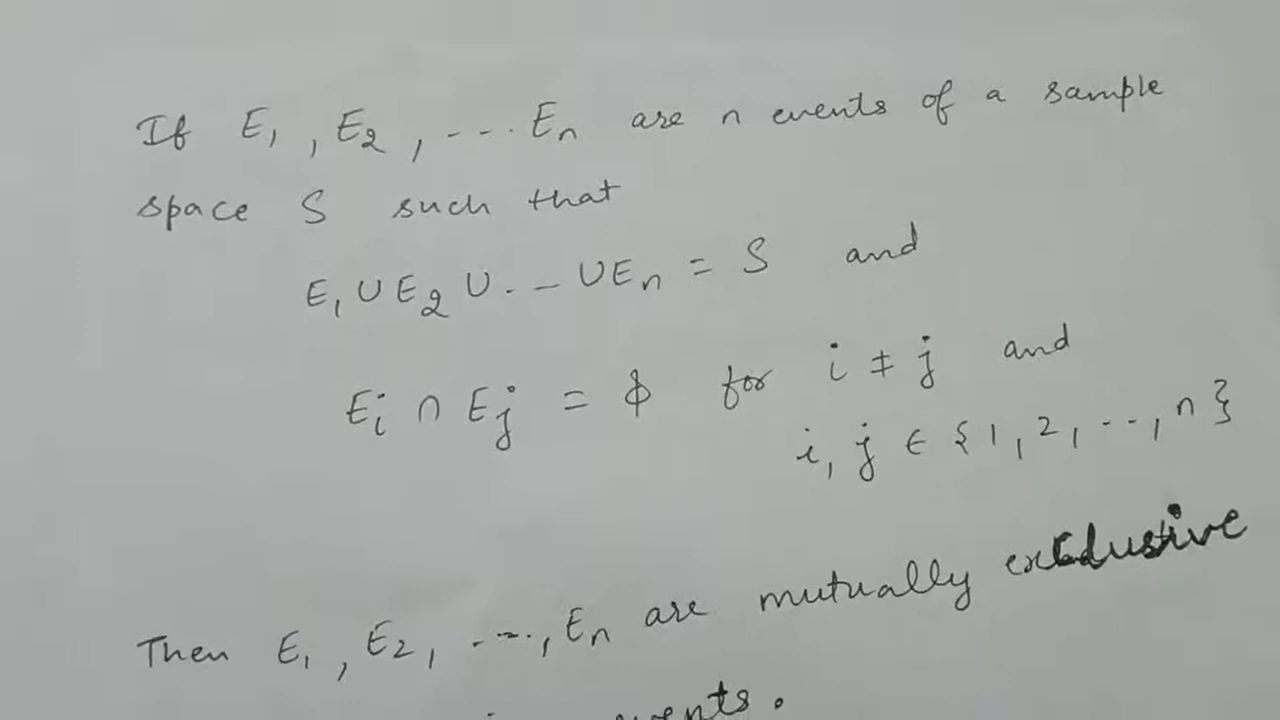 If E₁, E₂, --- Eₙ are n events of a sample
space S such that
E₁ ∪ E₂ ∪ . _ ∪ Eₙ = S and
Eᵢ ∩ Eⱼ = ϕ for i ≠ j and
i, j ∈ {1, 2, ---, n}
Then E₁, E₂, ---, Eₙ are mutually exclusive